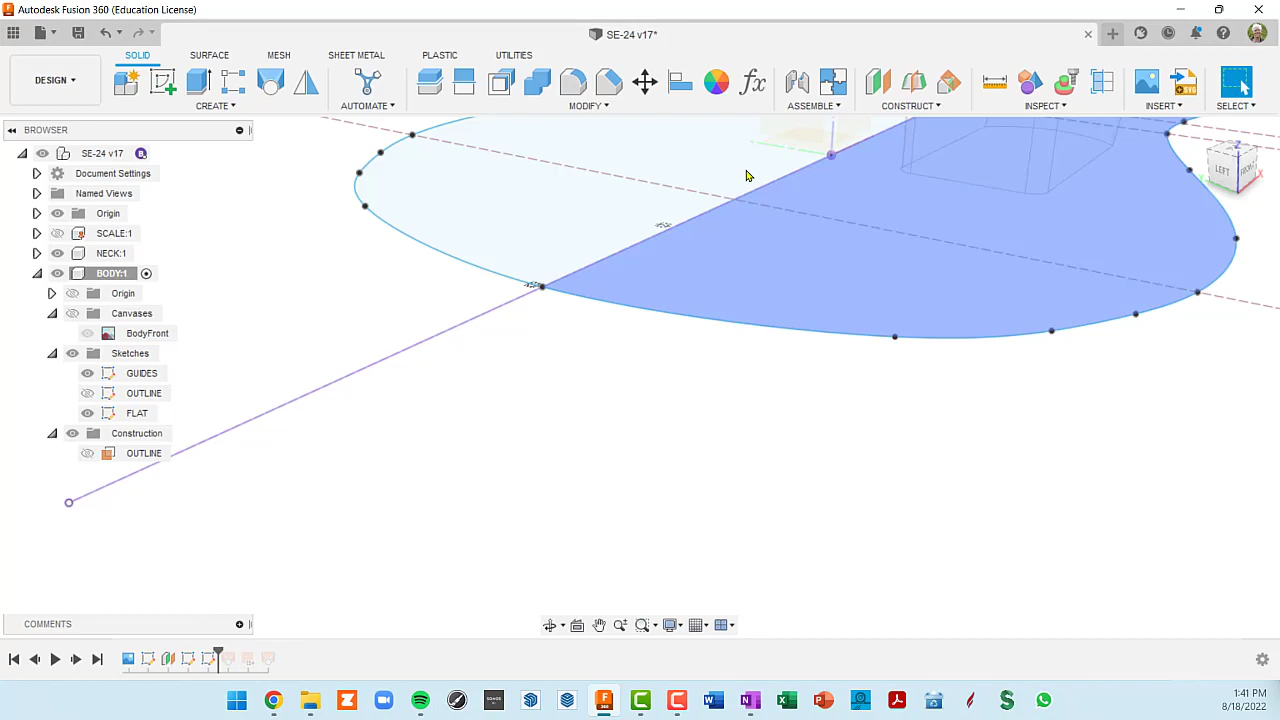 Autodesk Fusion 360 (Education License)
SE-24 v17*
DESIGN
SOLID SURFACE MESH SHEET METAL PLASTIC UTILITIES
CREATE AUTOMATE MODIFY ASSEMBLE CONSTRUCT INSPECT INSERT SELECT
BROWSER
SE-24 v17
Document Settings
Named Views
Origin
SCALE:1
NECK:1
BODY:1
Origin
Canvases
BodyFront
Sketches
GUIDES
OUTLINE
FLAT
Construction
OUTLINE
LEFT
FRONT
Z
X
COMMENTS
1:41 PM
8/18/2022